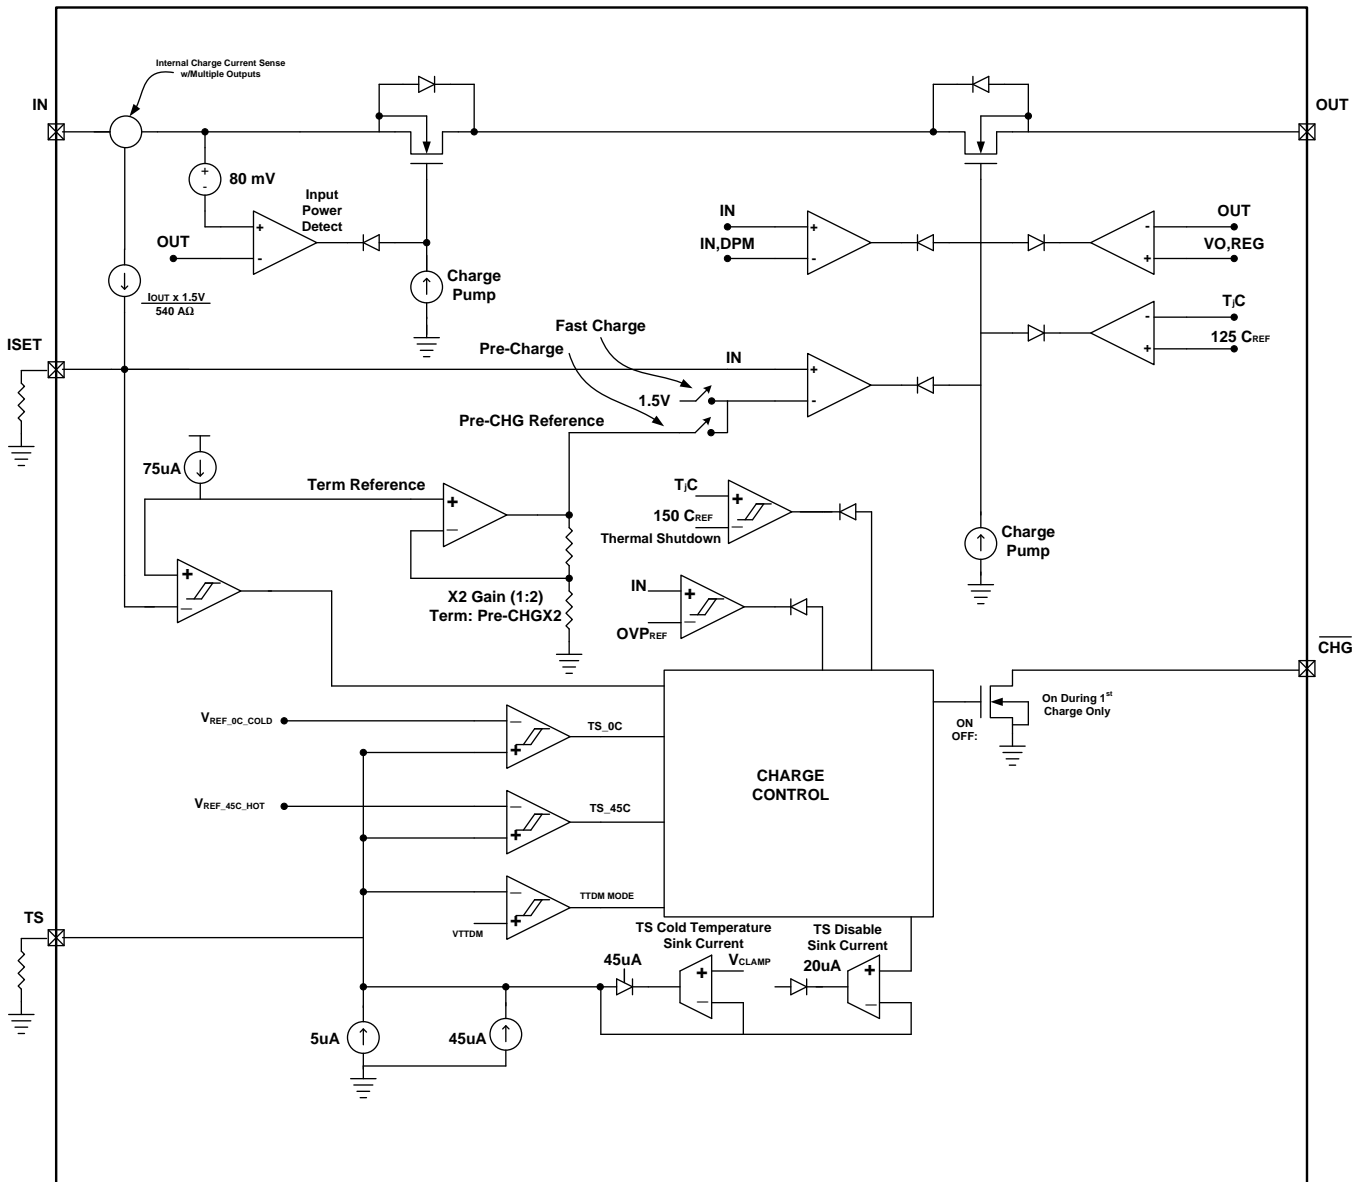 Internal Charge Current Sense
w/Multiple Outputs
IN
OUT
80 mV
Input
Power
Detect
OUT
+
-
+
-
Charge
Pump
IOUT x 1.5V
540 AΩ
IN
IN,DPM
+
-
OUT
VO,REG
-
+
TjC
125 CREF
-
+
Fast Charge
Pre-Charge
ISET
IN
1.5V
+
-
Pre-CHG Reference
75uA
Term Reference
+
−
TjC
150 CREF
Thermal Shutdown
+
−
Charge
Pump
+
−
X2 Gain (1:2)
Term: Pre-CHGX2
IN
OVPREF
+
−
CHG
VREF_0C_COLD
−
+
TS_0C
ON
OFF:
On During 1st
Charge Only
CHARGE
CONTROL
VREF_45C_HOT
−
+
TS_45C
−
+
TTDM MODE
VTTDM
TS
TS Cold Temperature
Sink Current
TS Disable
Sink Current
45uA
VCLAMP
+
−
20uA
+
−
5uA
45uA